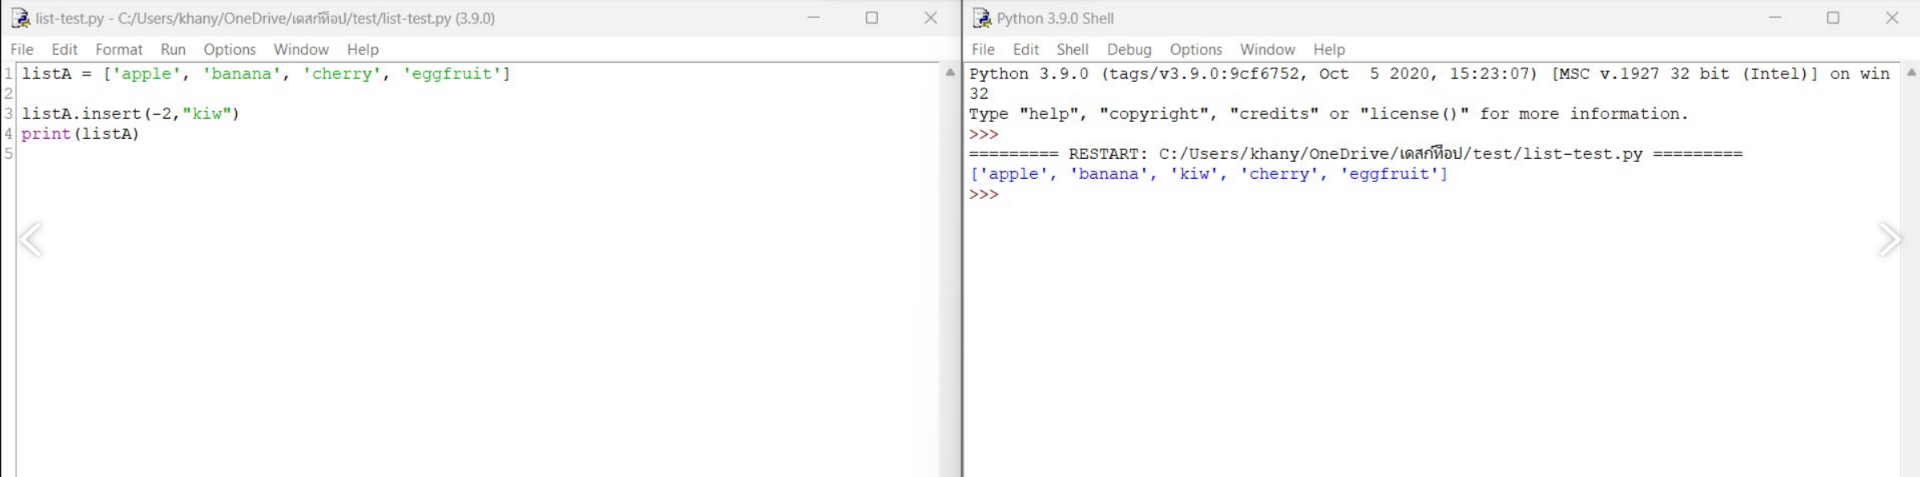 list-test.py - C:/Users/khany/OneDrive/เดสก์ท็อป/test/list-test.py (3.9.0)
File Edit Format Run Options Window Help
1 listA = ['apple', 'banana', 'cherry', 'eggfruit']
2
3 listA.insert(-2,"kiw")
4 print(listA)
5
Python 3.9.0 Shell
File Edit Shell Debug Options Window Help
Python 3.9.0 (tags/v3.9.0:9cf6752, Oct  5 2020, 15:23:07) [MSC v.1927 32 bit (Intel)] on win
32
Type "help", "copyright", "credits" or "license()" for more information.
>>>
========= RESTART: C:/Users/khany/OneDrive/เดสก์ท็อป/test/list-test.py =========
['apple', 'banana', 'kiw', 'cherry', 'eggfruit']
>>>